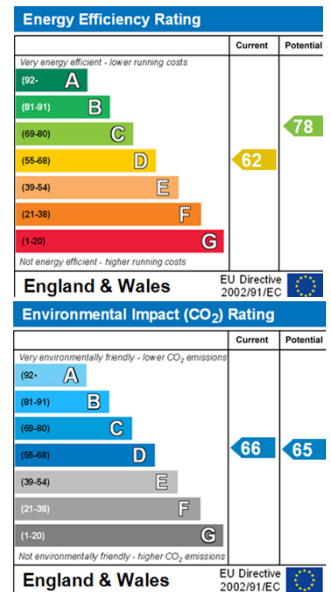 Energy Efficiency Rating
Current Potential
Very energy efficient - lower running costs
(92- A
(81-91) B
(69-80) C
78
(55-68) D
62
(39-54) E
(21-38) F
(1-20) G
Not energy efficient - higher running costs
England & Wales
EU Directive
2002/91/EC
Environmental Impact (CO₂) Rating
Current Potential
Very environmentally friendly - lower CO₂ emissions
(92- A
(81-91) B
(69-80) C
(55-68) D
66 65
(39-54) E
(21-38) F
(1-20) G
Not environmentally friendly - higher CO₂ emissions
England & Wales
EU Directive
2002/91/EC